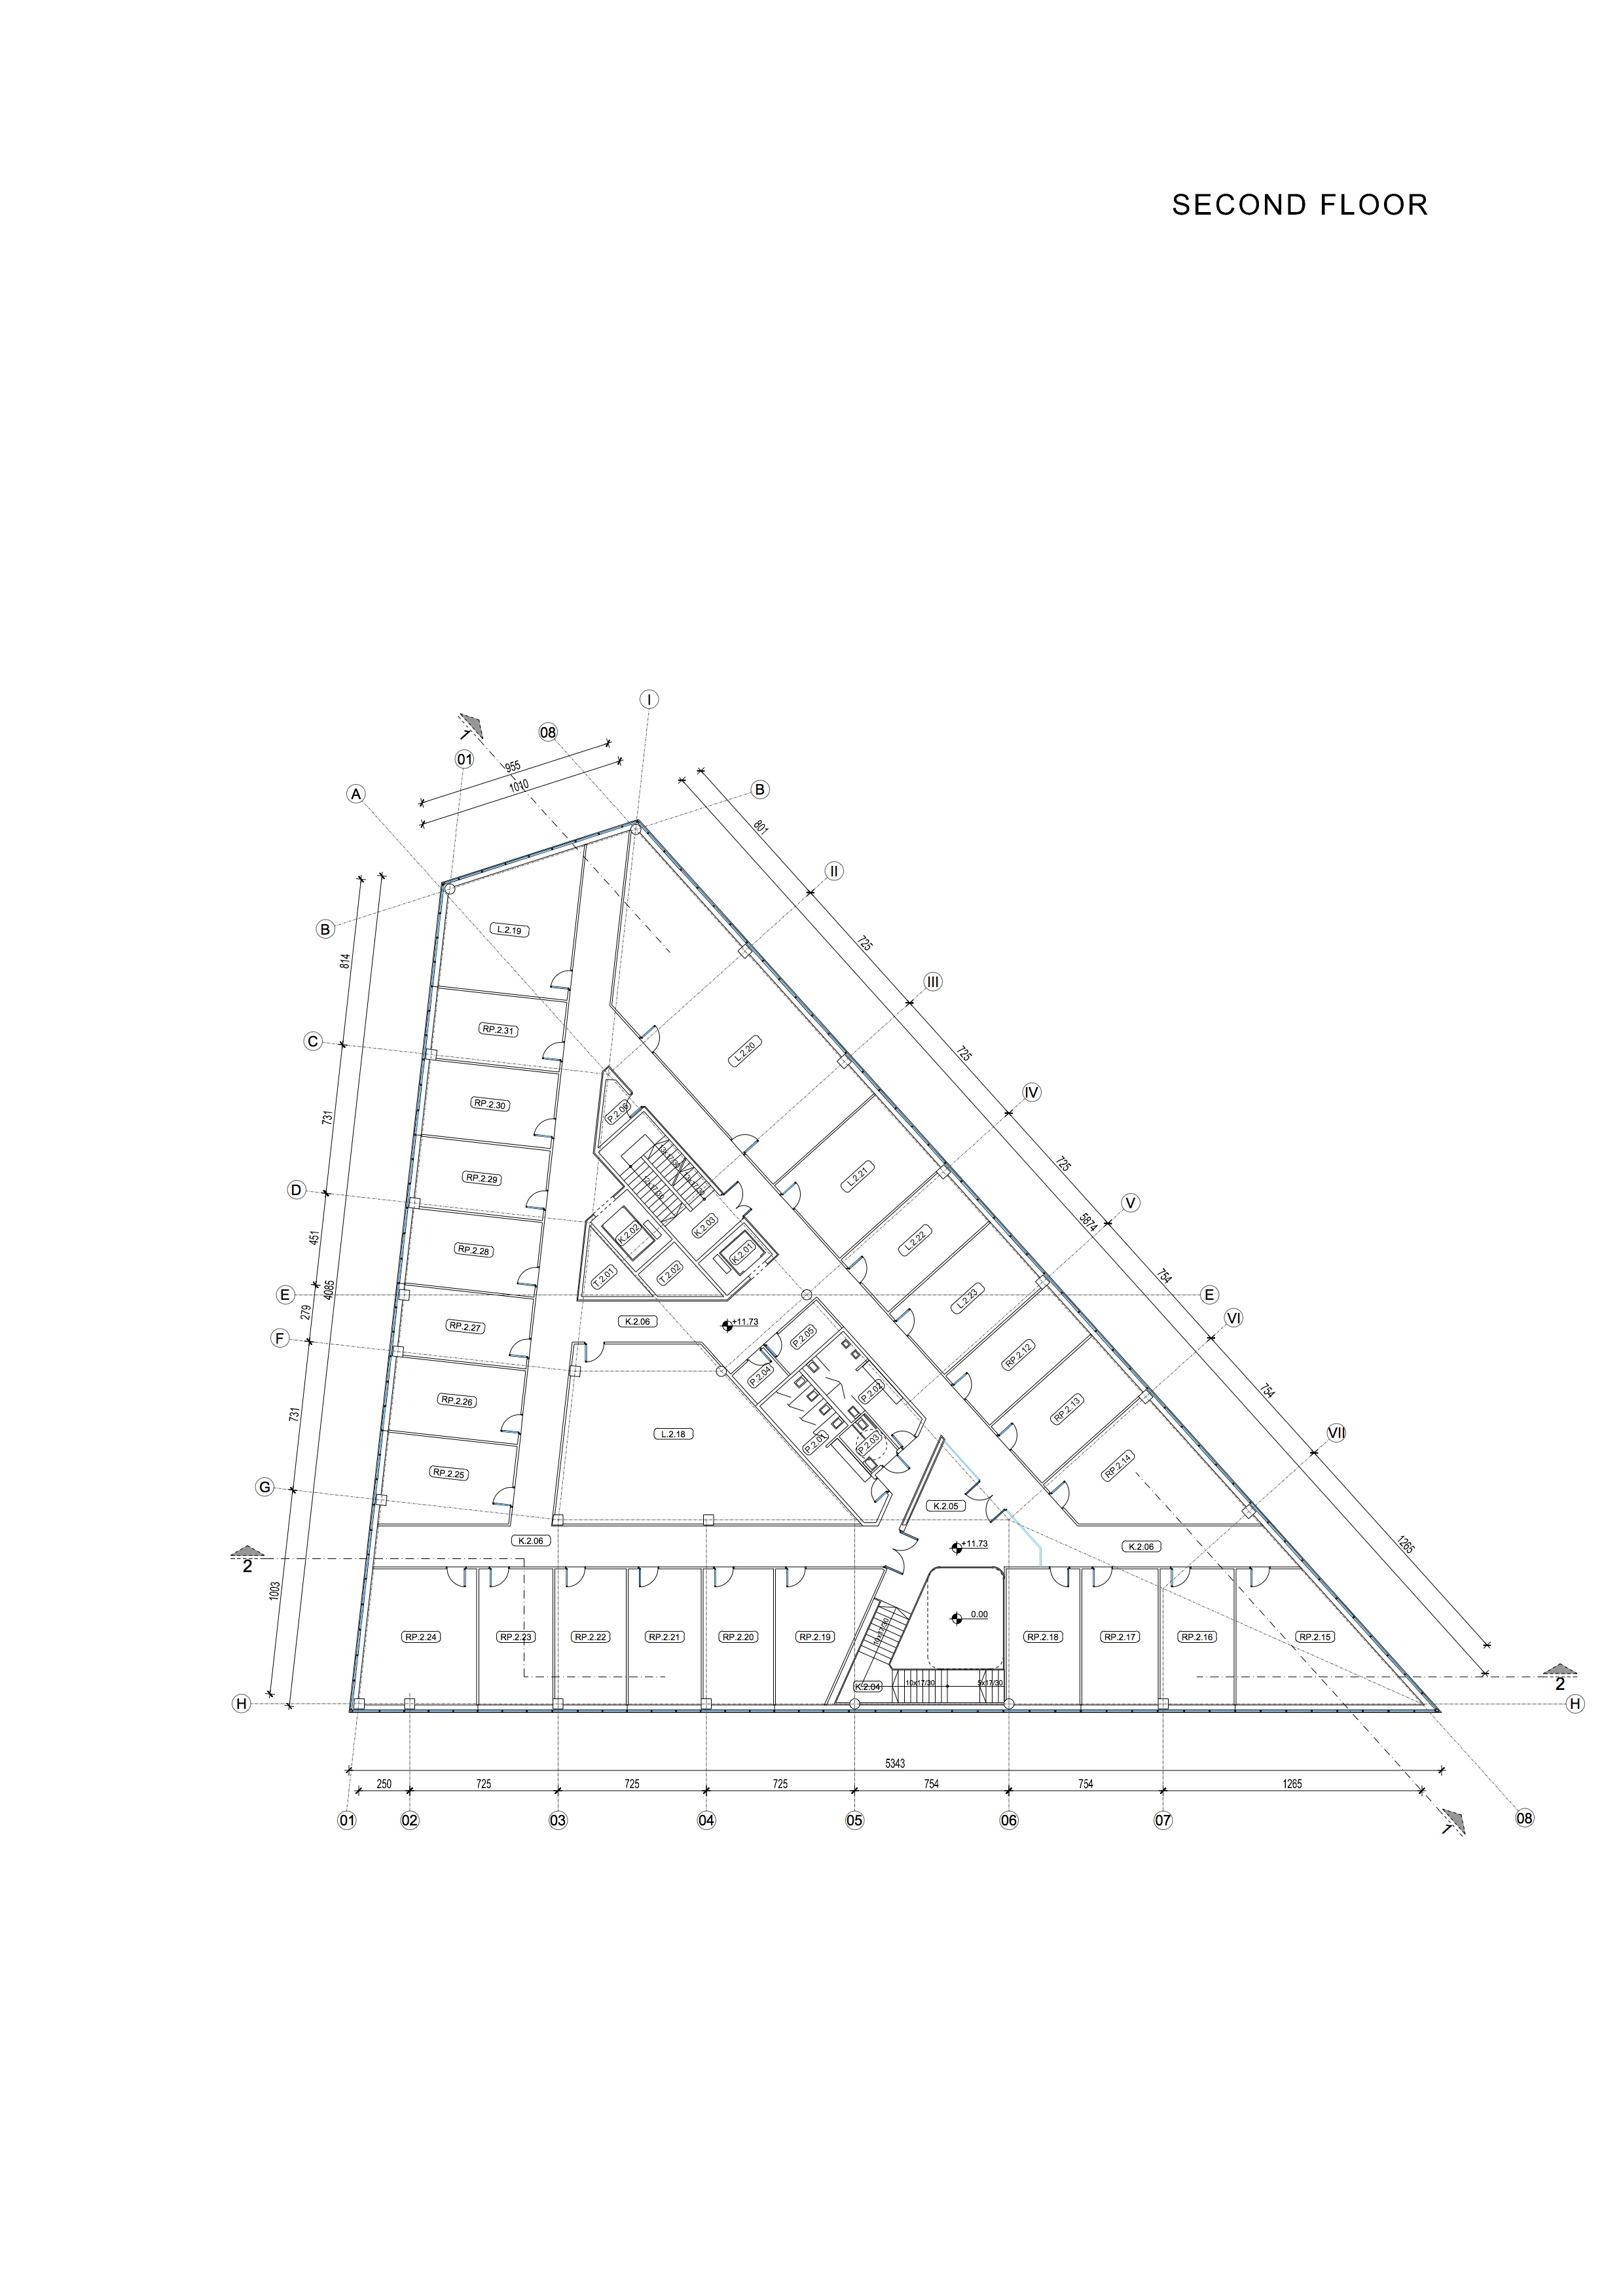 SECOND FLOOR
I
08
1
01
955
1010
A
B
801
II
B
L.2.19
814
725
III
RP.2.31
C
L.2.20
725
IV
RP.2.30
P.2.06
731
725
L.2.21
RP.2.29
D
V
5874
K.2.02
K.2.03
451
RP.2.28
L.2.22
K.2.01
T.2.01
T.2.02
754
4085
E
E
L.2.23
279
K.2.06
+11.73
RP.2.27
VI
F
P.2.05
RP.2.12
P.2.04
754
P.2.02
RP.2.26
731
RP.2.13
L.2.18
P.2.01
P.2.03
VII
RP.2.25
RP.2.14
G
K.2.05
K.2.06
+11.73
K.2.06
1265
2
1003
0.00
RP.2.24
RP.2.23
RP.2.22
RP.2.21
RP.2.20
RP.2.19
RP.2.18
RP.2.17
RP.2.16
RP.2.15
K.2.04
10x17/30
5x17/30
2
H
H
5343
250
725
725
725
754
754
1265
01
02
03
04
05
06
07
08
1